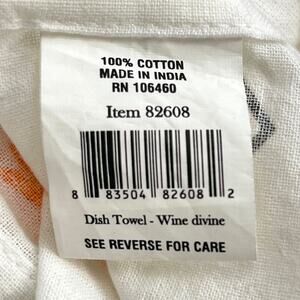 100% COTTON
MADE IN INDIA
RN 106460
Item 82608
8 83504 82608 2
Dish Towel - Wine divine
SEE REVERSE FOR CARE